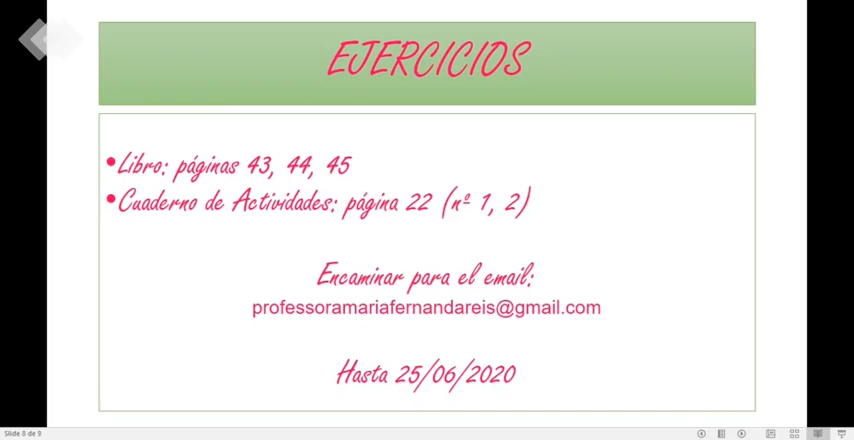 EJERCICIOS
•Libro: páginas 43, 44, 45
•Cuaderno de Actividades: página 22 (nº 1, 2)
Encaminar para el email:
professoramariafernandareis@gmail.com
Hasta 25/06/2020
Slide 8 de 9